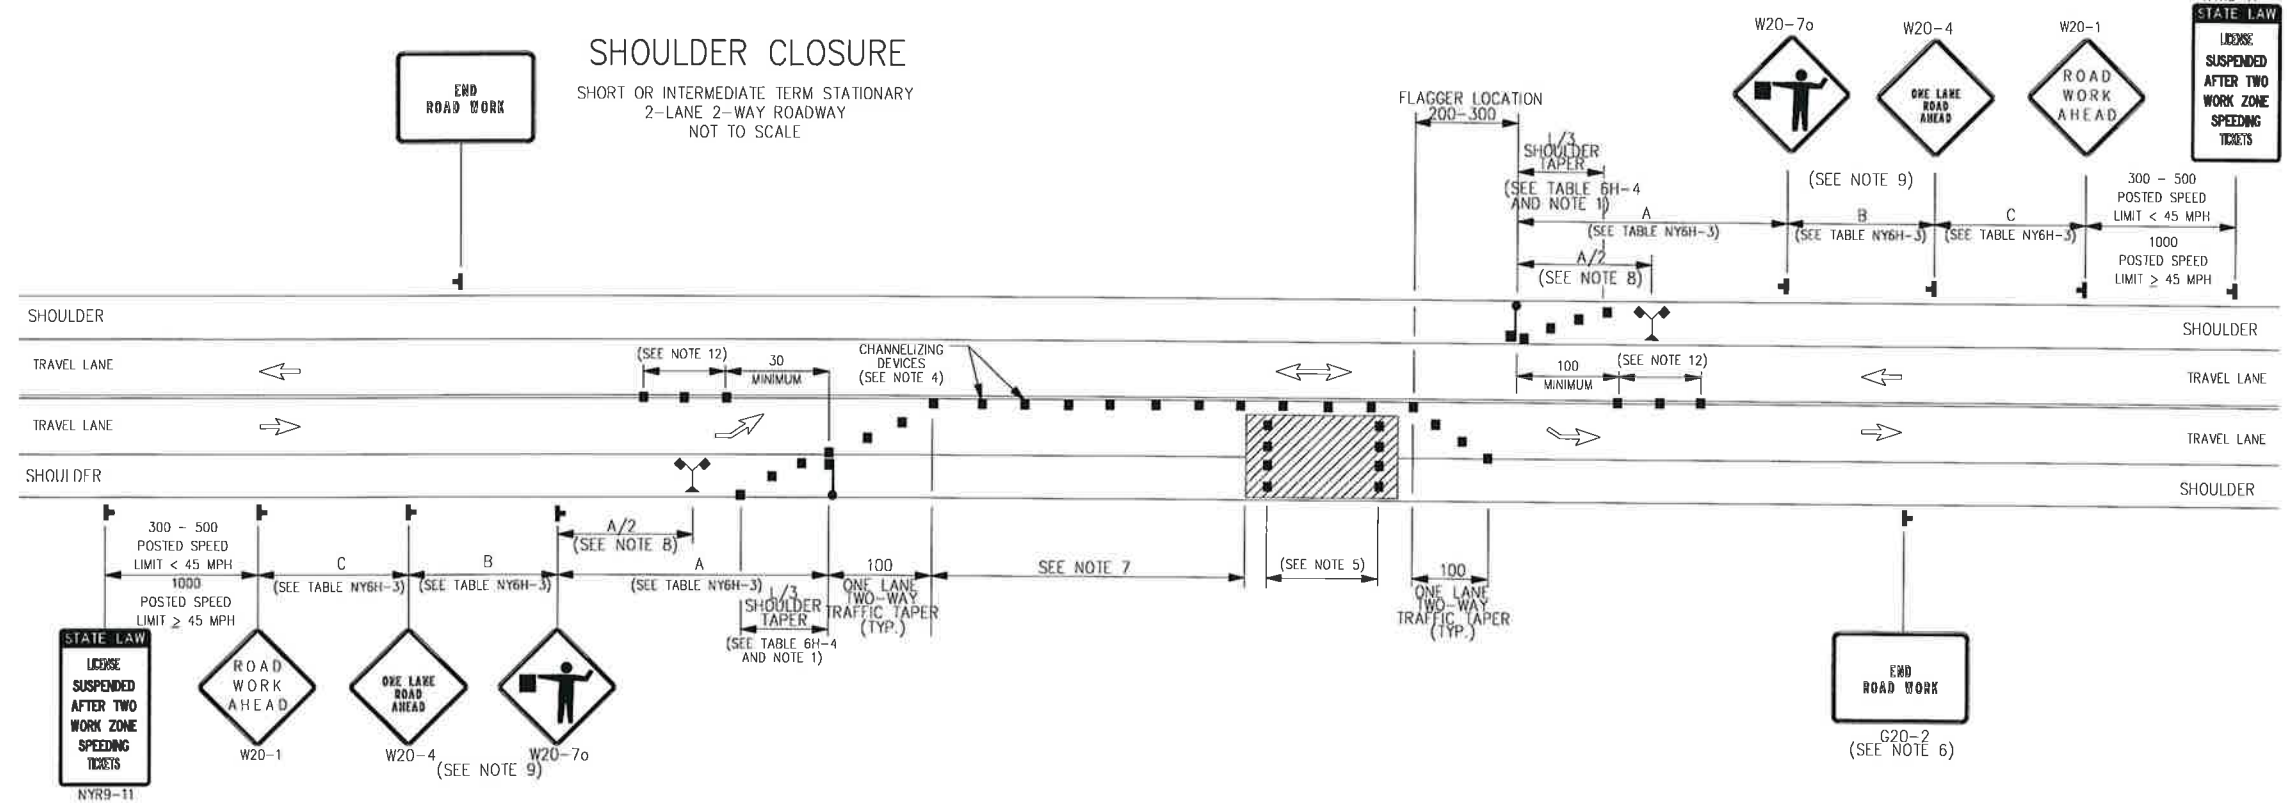 SHOULDER CLOSURE
SHORT OR INTERMEDIATE TERM STATIONARY
2-LANE 2-WAY ROADWAY
NOT TO SCALE
END
ROAD WORK
FLAGGER LOCATION
200-300
L/3
SHOULDER
TAPER
(SEE TABLE 6H-4
AND NOTE 1)
A
(SEE TABLE NY6H-3)
A/2
(SEE NOTE 8)
W20-7a
(SEE NOTE 9)
B
(SEE TABLE NY6H-3)
W20-4
ONE LANE
ROAD
AHEAD
C
(SEE TABLE NY6H-3)
W20-1
ROAD
WORK
AHEAD
STATE LAW
LICENSE
SUSPENDED
AFTER TWO
WORK ZONE
SPEEDING
TICKETS
300 - 500
POSTED SPEED
LIMIT < 45 MPH
1000
POSTED SPEED
LIMIT ≥ 45 MPH
SHOULDER
SHOULDER
TRAVEL LANE
(SEE NOTE 12)
30
MINIMUM
CHANNELIZING
DEVICES
(SEE NOTE 4)
100
MINIMUM
(SEE NOTE 12)
TRAVEL LANE
TRAVEL LANE
TRAVEL LANE
SHOULDER
SHOULDER
300 - 500
POSTED SPEED
LIMIT < 45 MPH
1000
POSTED SPEED
LIMIT ≥ 45 MPH
C
(SEE TABLE NY6H-3)
B
(SEE TABLE NY6H-3)
A/2
(SEE NOTE 8)
A
(SEE TABLE NY6H-3)
L/3
SHOULDER
TAPER
(SEE TABLE 6H-4
AND NOTE 1)
100
ONE LANE
TWO-WAY
TRAFFIC TAPER
(TYP.)
SEE NOTE 7
(SEE NOTE 5)
100
ONE LANE
TWO-WAY
TRAFFIC TAPER
(TYP.)
STATE LAW
LICENSE
SUSPENDED
AFTER TWO
WORK ZONE
SPEEDING
TICKETS
NYR9-11
ROAD
WORK
AHEAD
W20-1
ONE LANE
ROAD
AHEAD
W20-4
W20-7a
(SEE NOTE 9)
END
ROAD WORK
G20-2
(SEE NOTE 6)